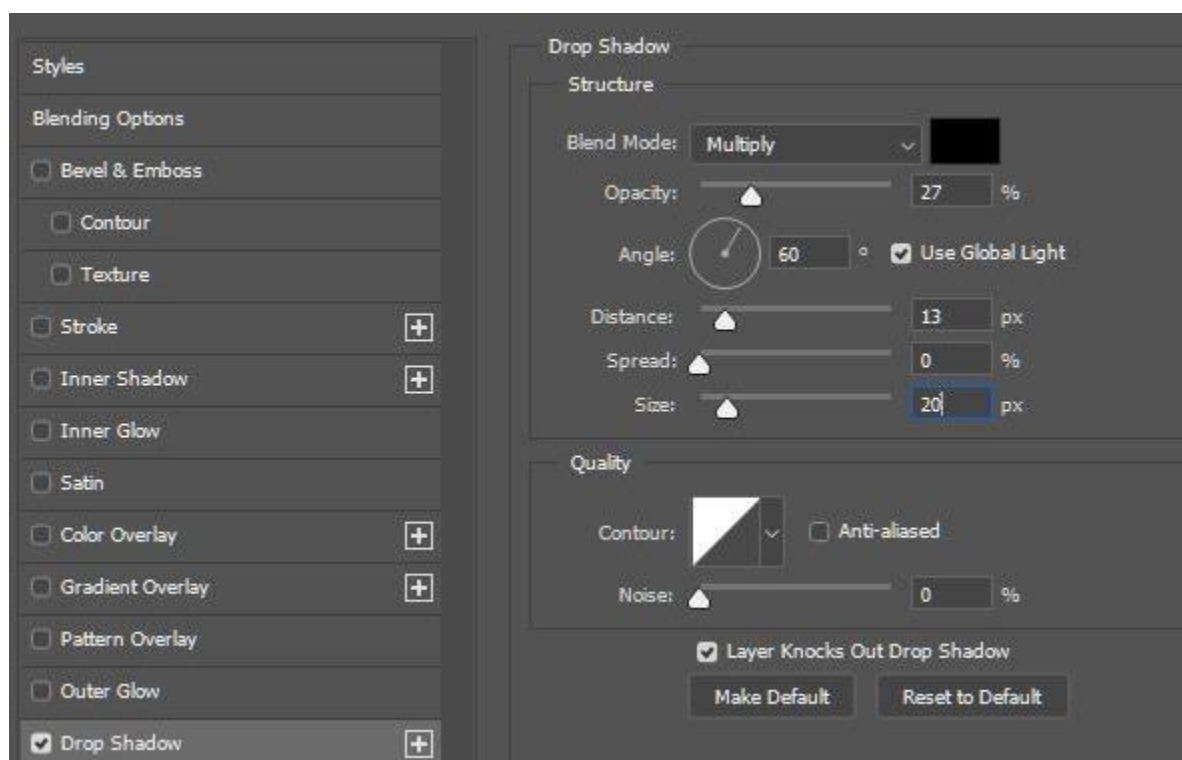 Styles
Blending Options
Bevel & Emboss
Contour
Texture
Stroke
Inner Shadow
Inner Glow
Satin
Color Overlay
Gradient Overlay
Pattern Overlay
Outer Glow
Drop Shadow
Drop Shadow
Structure
Blend Mode: Multiply
Opacity: 27 %
Angle: 60 ° Use Global Light
Distance: 13 px
Spread: 0 %
Size: 20 px
Quality
Contour: Anti-aliased
Noise: 0 %
Layer Knocks Out Drop Shadow
Make Default Reset to Default